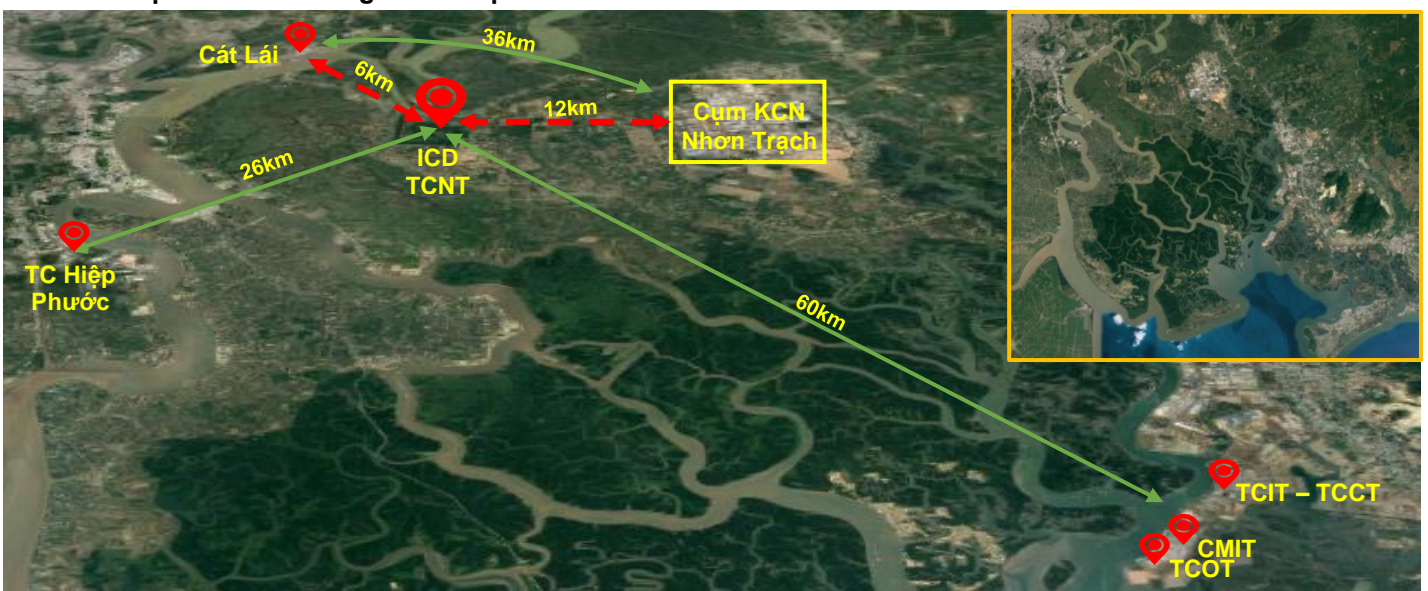 36km
Cát Lái
6km
12km
Cụm KCN
Nhơn Trạch
ICD
TCNT
26km
TC Hiệp
Phước
60km
TCIT – TCCT
CMIT
TCOT